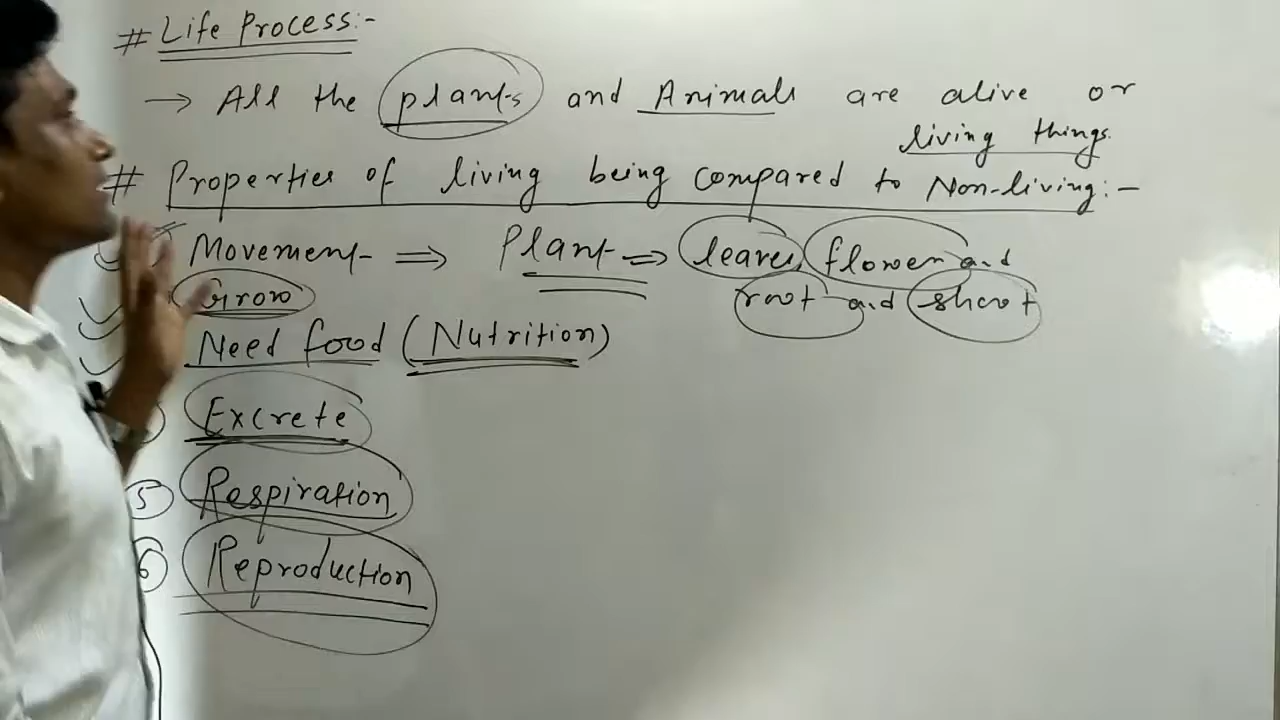 # Life Process:-
→ All the plants and Animals are alive or
living things.
# Properties of living being compared to Non-living:-
Movement ⇒ Plant ⇒ leaves, flower and
root and shoot
Grow
Need food (Nutrition)
Excrete
5 Respiration
6 Reproduction